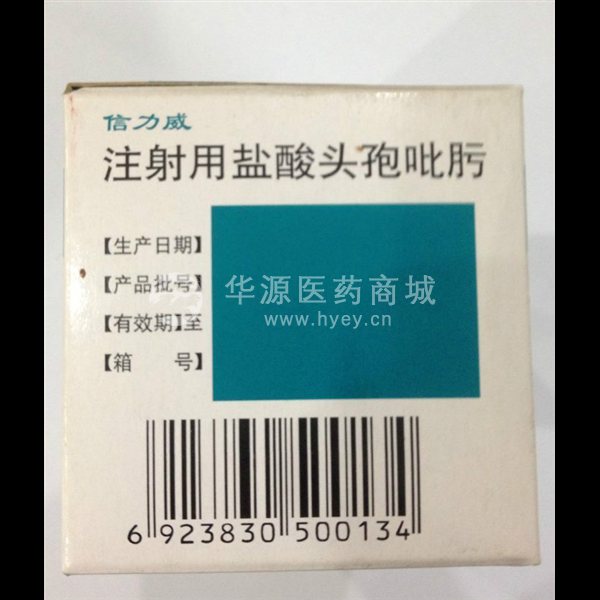 信力威
注射用盐酸头孢吡肟
【生产日期】
【产品批号】
【有效期】至
【箱 号】
华源医药商城
www.hyey.cn
6 923830 500134